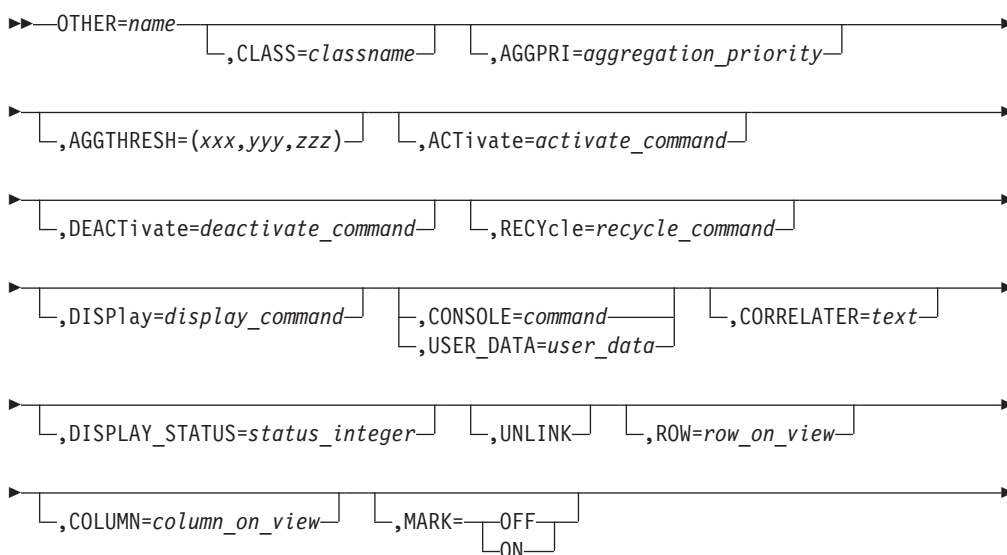 OTHER=name
,CLASS=classname ,AGGPRI=aggregation_priority
,AGGTHRESH=(xxx,yyy,zzz) ,ACTivate=activate_command
,DEACTivate=deactivate_command ,RECYcle=recycle_command
,DISPlay=display_command ,CONSOLE=command ,CORRELATER=text
,USER_DATA=user_data
,DISPLAY_STATUS=status_integer ,UNLINK ,ROW=row_on_view
,COLUMN=column_on_view ,MARK= OFF
ON